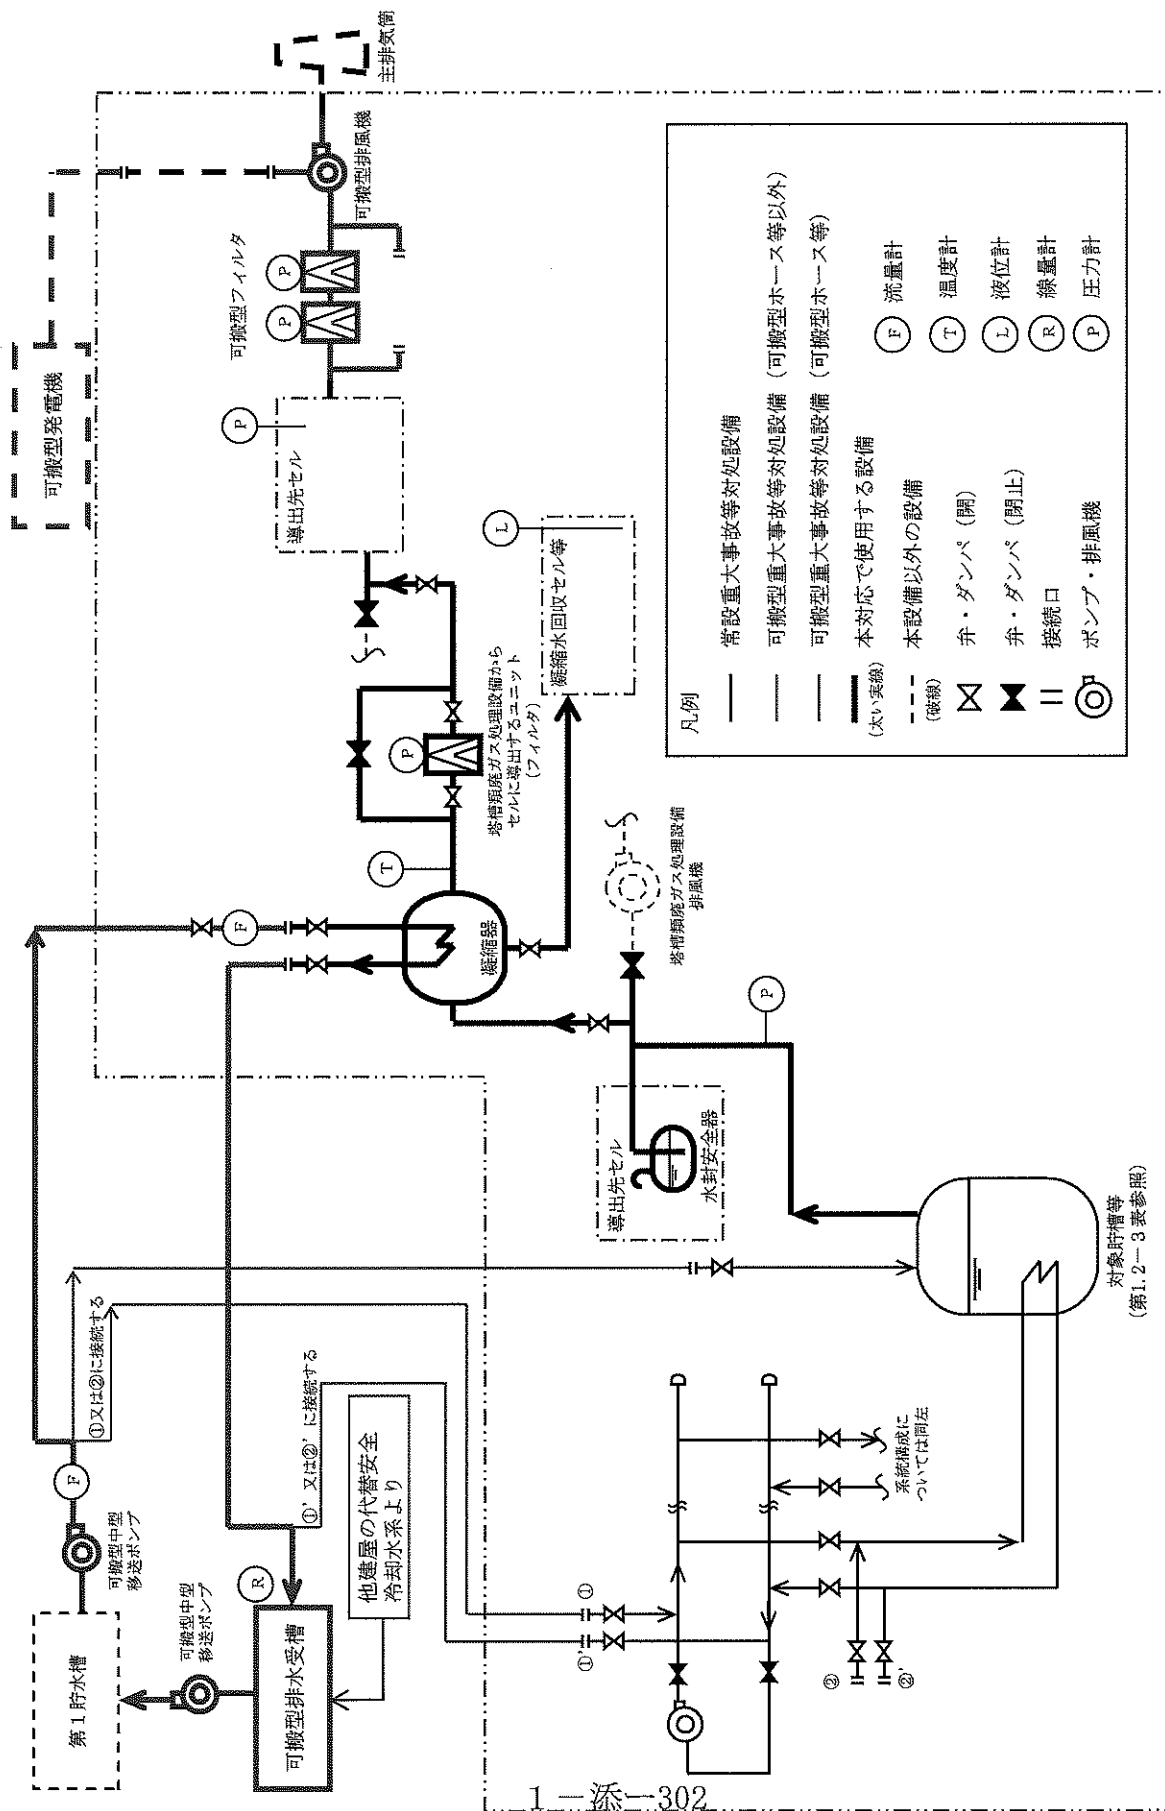 主排気筒
可搬型発電機
可搬型排風機
可搬型フィルタ
P
P
P
導出先セル
L
凝縮水回収セル等
P
塔槽類廃ガス処理設備から
セルに導出するユニット
(フィルタ)
T
F
凝縮器
塔槽類廃ガス処理設備
排風機
P
導出先セル
水封安全器
対象貯槽等
(第1.2－3表参照)
①又は②に接続する
F
可搬型中型
移送ポンプ
第1貯水槽
可搬型中型
移送ポンプ
R
可搬型排水受槽
①'又は②'に接続する
他建屋の代替安全
冷却水系より
①
①'
②
②'
系統構成に
ついては同左
凡例
常設重大事故等対処設備
可搬型重大事故等対処設備(可搬型ホース等以外)
可搬型重大事故等対処設備(可搬型ホース等)
本対応で使用する設備
(太い実線)
本設備以外の設備
(破線)
弁・ダンパ(開)
弁・ダンパ(閉止)
接続口
ポンプ・排風機
F 流量計
T 温度計
L 液位計
R 線量計
P 圧力計
1－添－302